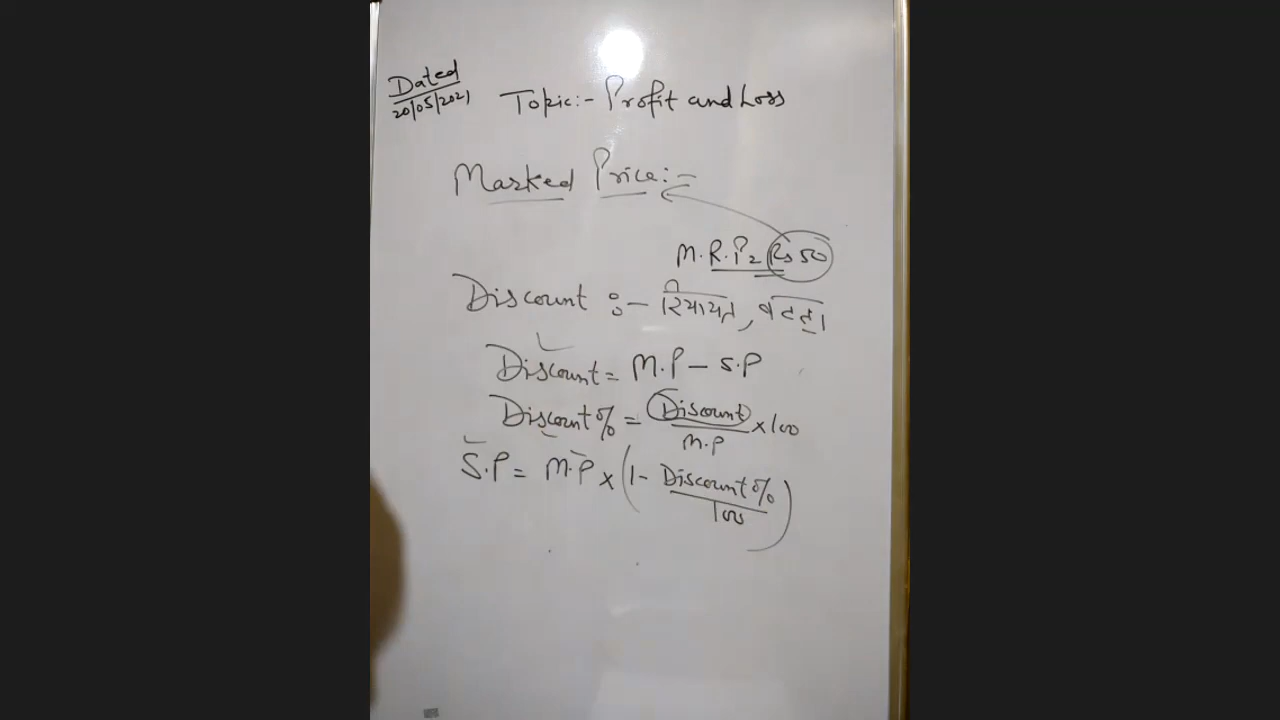 Dated
20/05/2021
Topic:- Profit and Loss
Marked Price:-
M.R.P = Rs 50
Discount :- रियायत, बट्टा
Discount = M.P - S.P
Discount% = Discount/M.P × 100
S.P = M.P × (1 - Discount%/100)